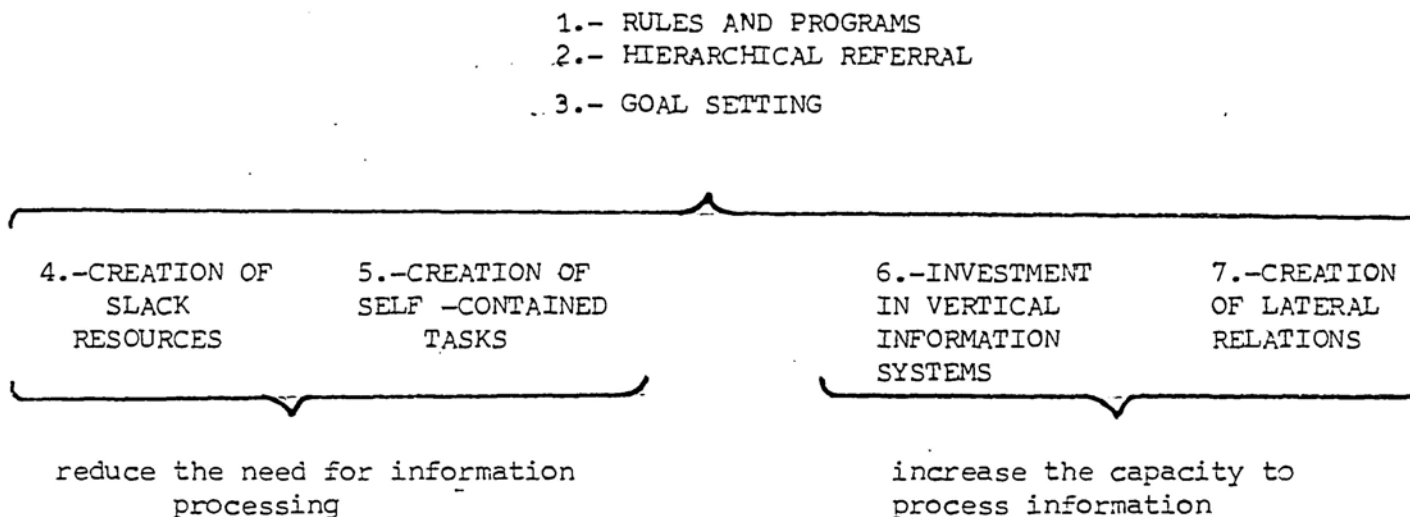 1.- RULES AND PROGRAMS
2.- HIERARCHICAL REFERRAL
3.- GOAL SETTING
4.-CREATION OF SLACK RESOURCES
5.-CREATION OF SELF -CONTAINED TASKS
6.-INVESTMENT IN VERTICAL INFORMATION SYSTEMS
7.-CREATION OF LATERAL RELATIONS
reduce the need for information
processing
increase the capacity to
process information